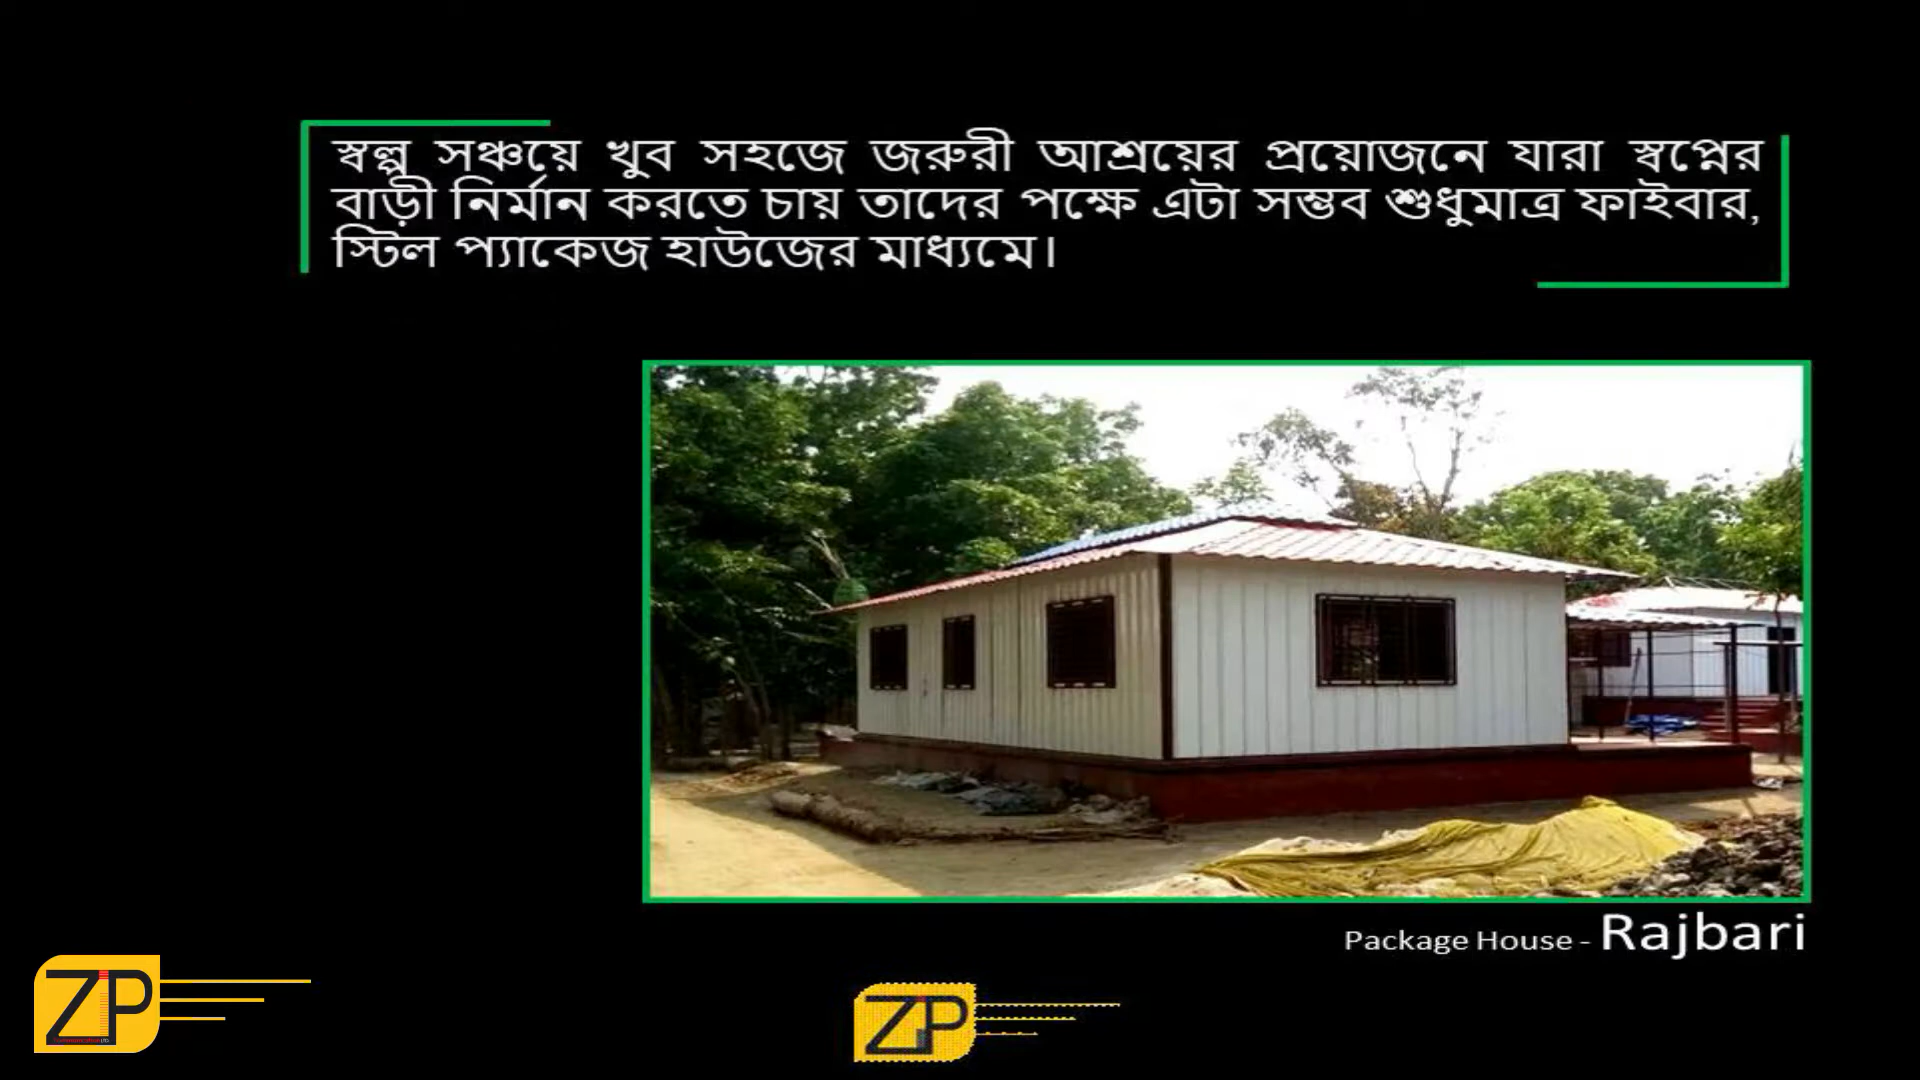 স্বল্প সঞ্চয়ে খুব সহজে জরুরী আশ্রয়ের প্রয়োজনে যারা স্বপ্নের
বাড়ী নির্মান করতে চায় তাদের পক্ষে এটা সম্ভব শুধুমাত্র ফাইবার,
স্টিল প্যাকেজ হাউজের মাধ্যমে।
Package House - Rajbari
ZP
ZP